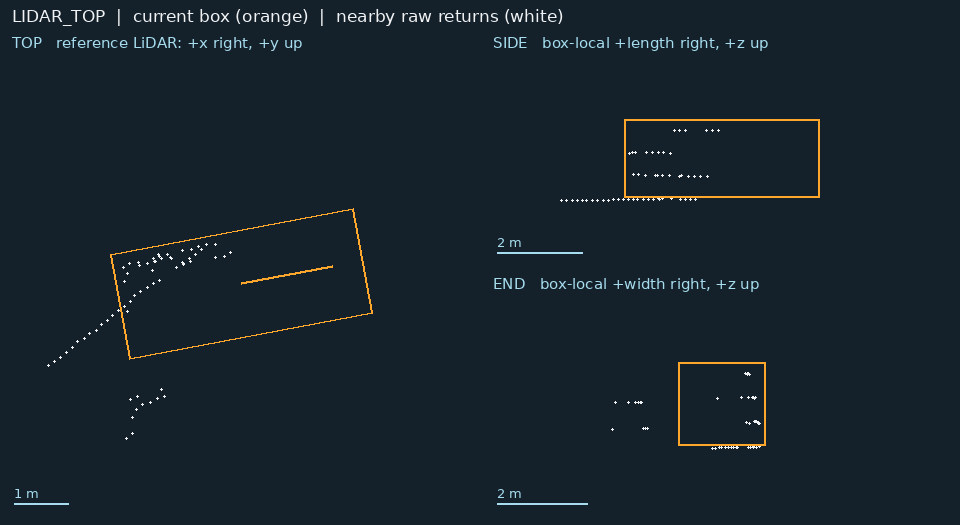 LIDAR_TOP | current box (orange) | nearby raw returns (white)
TOP reference LiDAR: +x right, +y up
SIDE box-local +length right, +z up
2 m
END box-local +width right, +z up
1 m
2 m